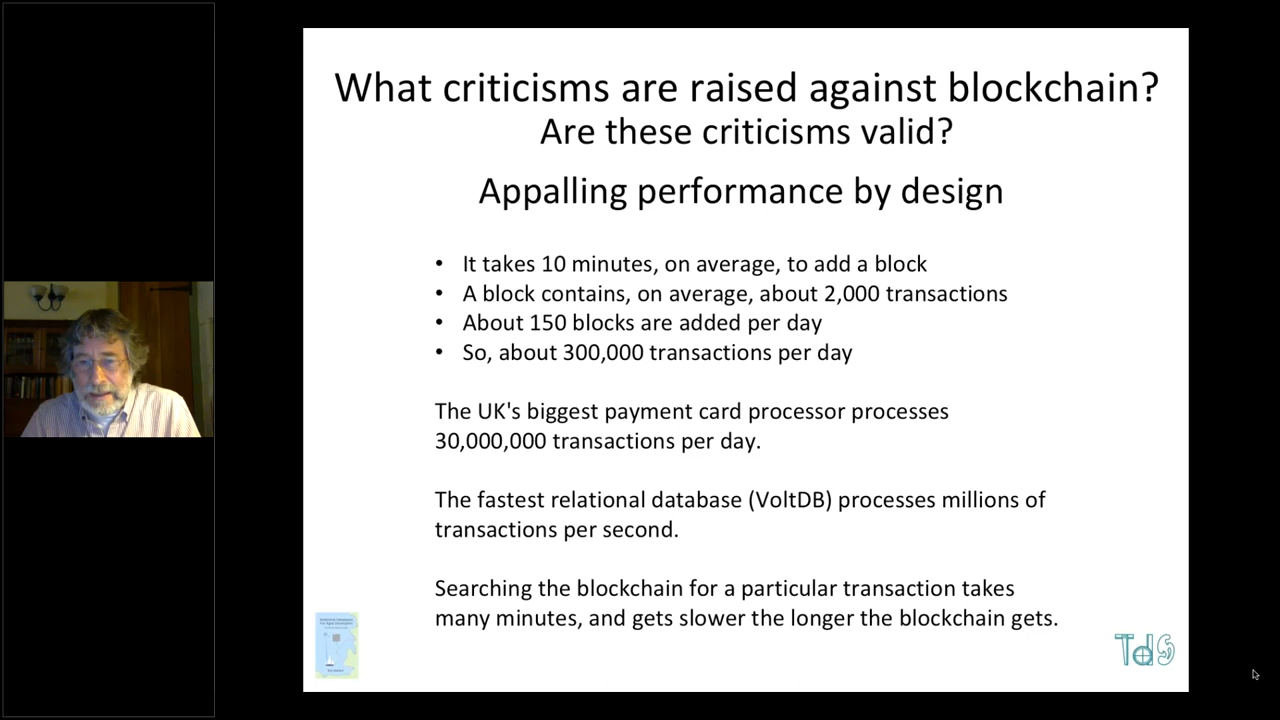 What criticisms are raised against blockchain?
Are these criticisms valid?
Appalling performance by design
• It takes 10 minutes, on average, to add a block
• A block contains, on average, about 2,000 transactions
• About 150 blocks are added per day
• So, about 300,000 transactions per day
The UK's biggest payment card processor processes
30,000,000 transactions per day.
The fastest relational database (VoltDB) processes millions of
transactions per second.
Searching the blockchain for a particular transaction takes
many minutes, and gets slower the longer the blockchain gets.
TdS